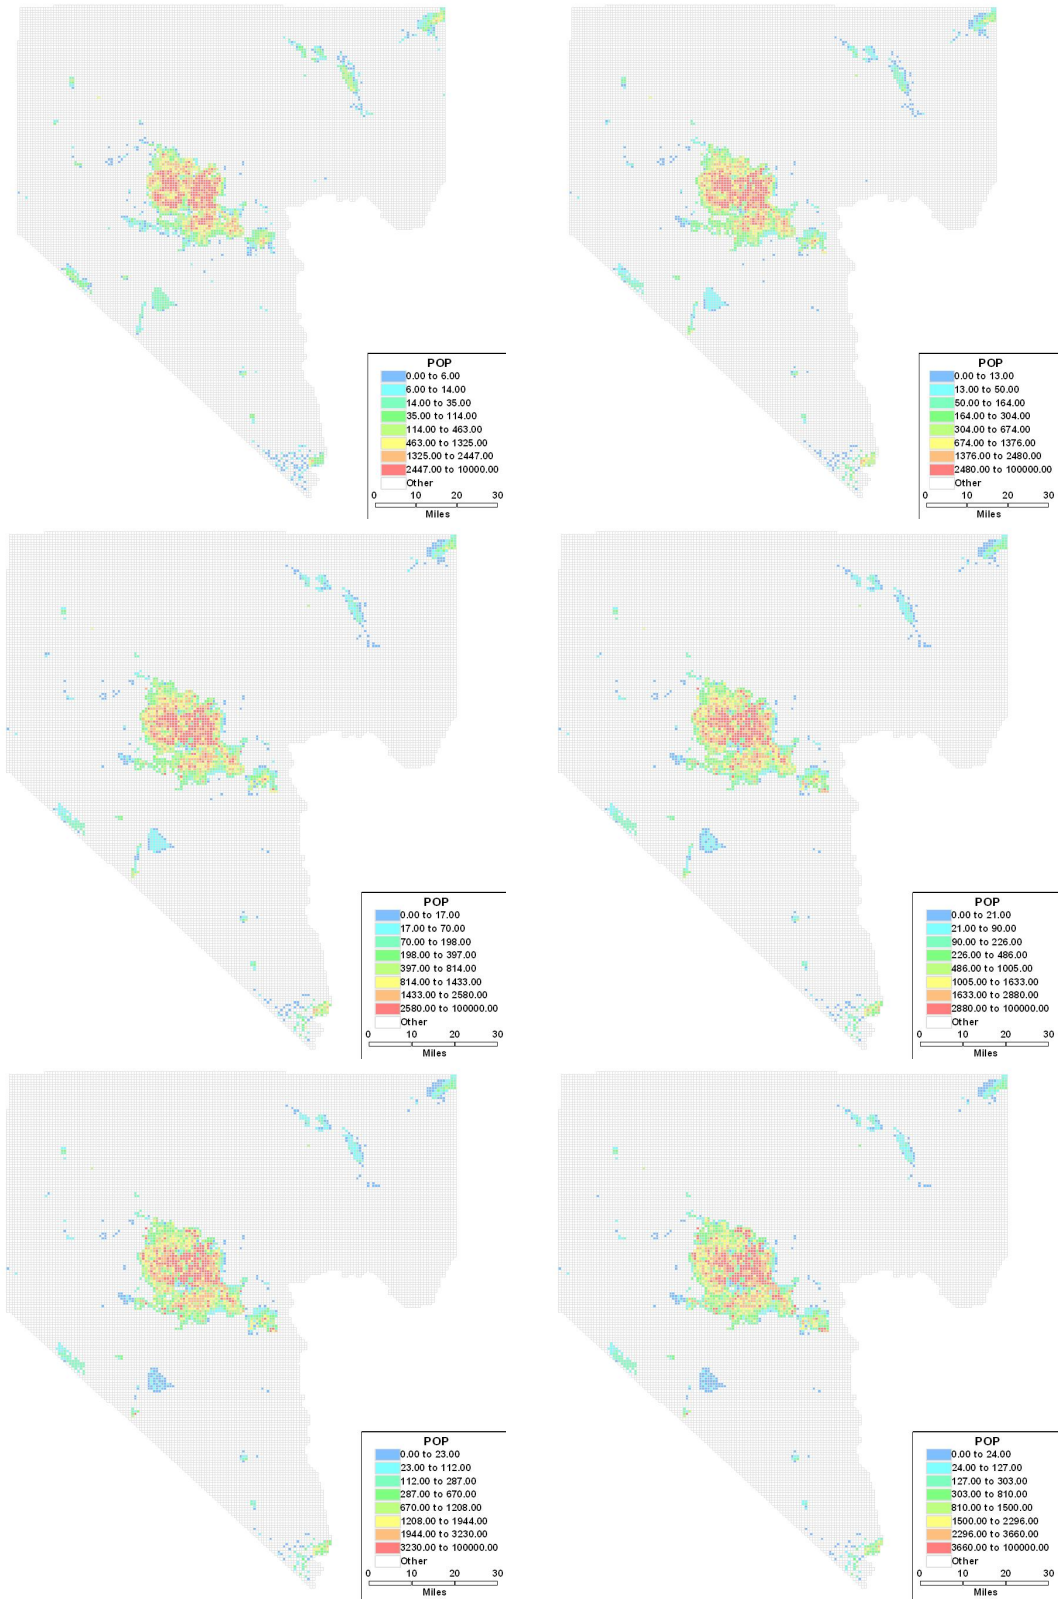 POP
0.00 to 6.00
6.00 to 14.00
14.00 to 35.00
35.00 to 114.00
114.00 to 463.00
463.00 to 1325.00
1325.00 to 2447.00
2447.00 to 10000.00
Other
0 10 20 30
Miles
POP
0.00 to 13.00
13.00 to 50.00
50.00 to 164.00
164.00 to 304.00
304.00 to 674.00
674.00 to 1376.00
1376.00 to 2480.00
2480.00 to 100000.00
Other
0 10 20 30
Miles
POP
0.00 to 17.00
17.00 to 70.00
70.00 to 198.00
198.00 to 397.00
397.00 to 814.00
814.00 to 1433.00
1433.00 to 2580.00
2580.00 to 100000.00
Other
0 10 20 30
Miles
POP
0.00 to 21.00
21.00 to 90.00
90.00 to 226.00
226.00 to 486.00
486.00 to 1005.00
1005.00 to 1633.00
1633.00 to 2880.00
2880.00 to 100000.00
Other
0 10 20 30
Miles
POP
0.00 to 23.00
23.00 to 112.00
112.00 to 287.00
287.00 to 670.00
670.00 to 1208.00
1208.00 to 1944.00
1944.00 to 3230.00
3230.00 to 100000.00
Other
0 10 20 30
Miles
POP
0.00 to 24.00
24.00 to 127.00
127.00 to 303.00
303.00 to 810.00
810.00 to 1500.00
1500.00 to 2296.00
2296.00 to 3660.00
3660.00 to 100000.00
Other
0 10 20 30
Miles